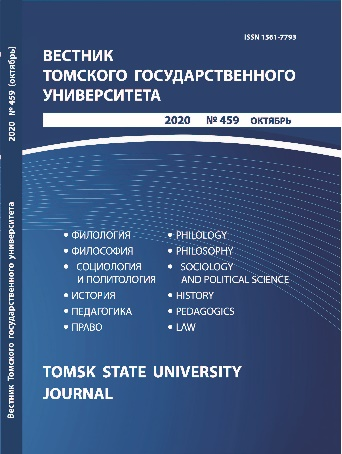 ISSN 1561-7793
ВЕСТНИК
ТОМСКОГО ГОСУДАРСТВЕННОГО
УНИВЕРСИТЕТА
2020 № 459 ОКТЯБРЬ
• ФИЛОЛОГИЯ
• ФИЛОСОФИЯ
• СОЦИОЛОГИЯ
И ПОЛИТОЛОГИЯ
• ИСТОРИЯ
• ПЕДАГОГИКА
• ПРАВО
• PHILOLOGY
• PHILOSOPHY
• SOCIOLOGY
AND POLITICAL SCIENCE
• HISTORY
• PEDAGOGICS
• LAW
TOMSK STATE UNIVERSITY
JOURNAL
Вестник Томского государственного университета 2020 № 459 (октябрь)